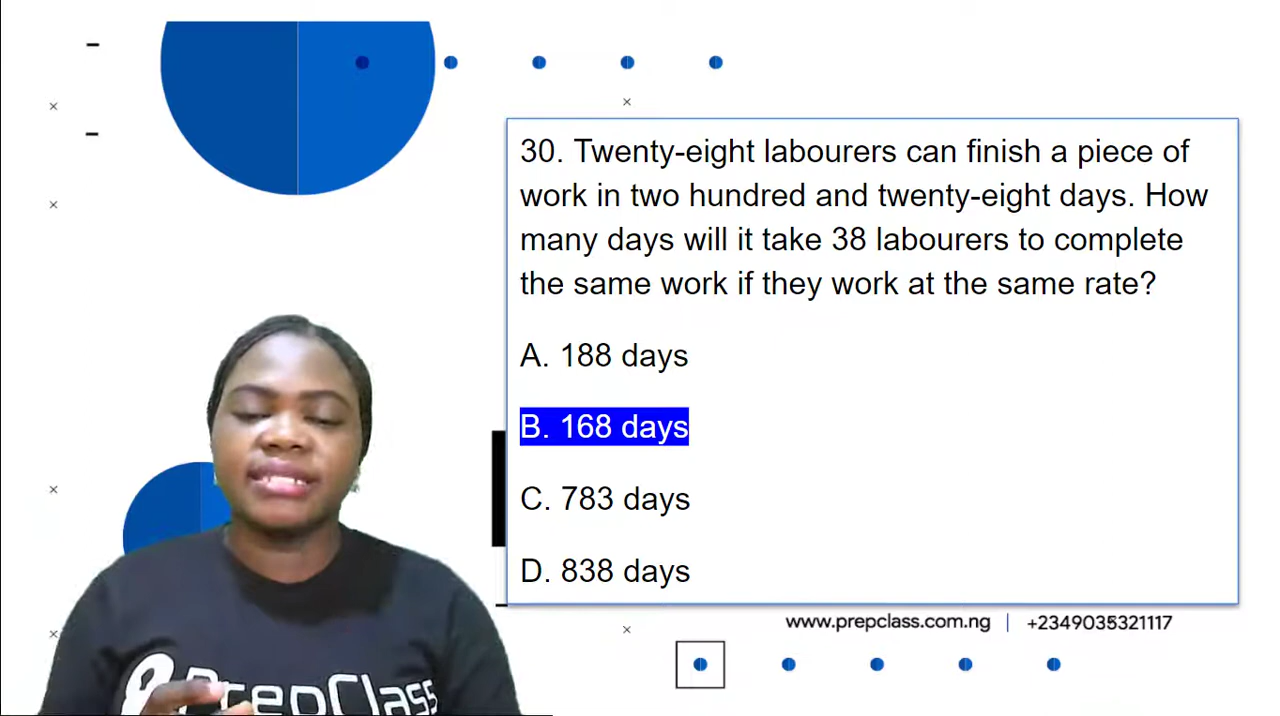 30. Twenty-eight labourers can finish a piece of
work in two hundred and twenty-eight days. How
many days will it take 38 labourers to complete
the same work if they work at the same rate?
A. 188 days
B. 168 days
C. 783 days
D. 838 days
www.prepclass.com.ng | +2349035321117
PrepClass